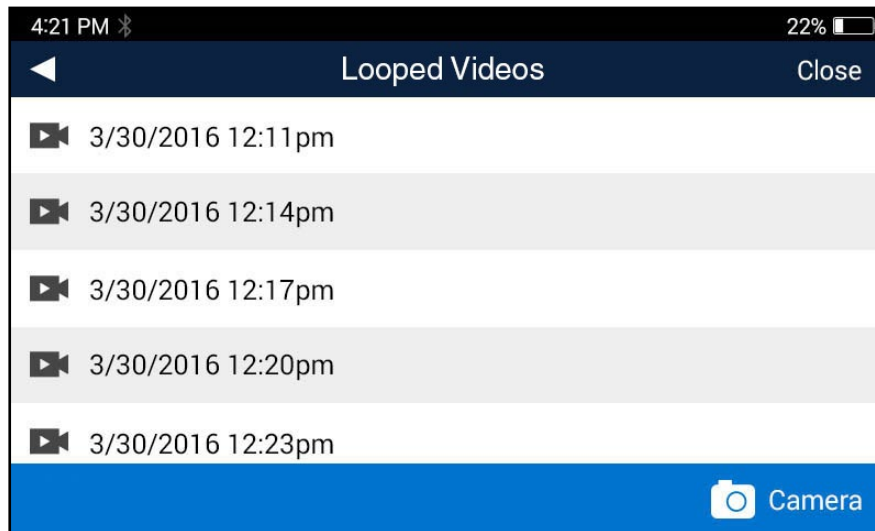 4:21 PM 22%
Looped Videos Close
3/30/2016 12:11pm
3/30/2016 12:14pm
3/30/2016 12:17pm
3/30/2016 12:20pm
3/30/2016 12:23pm
Camera